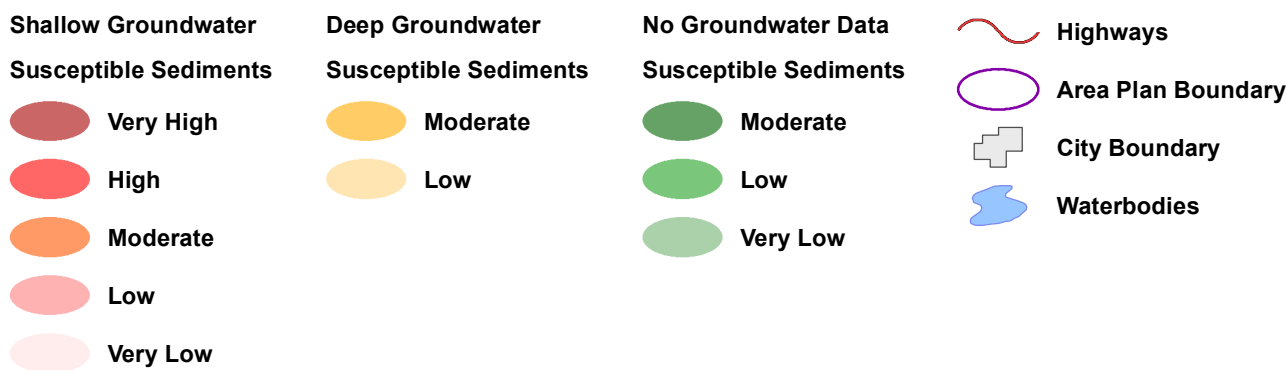 Shallow Groundwater
Susceptible Sediments
Very High
High
Moderate
Low
Very Low
Deep Groundwater
Susceptible Sediments
Moderate
Low
No Groundwater Data
Susceptible Sediments
Moderate
Low
Very Low
Highways
Area Plan Boundary
City Boundary
Waterbodies